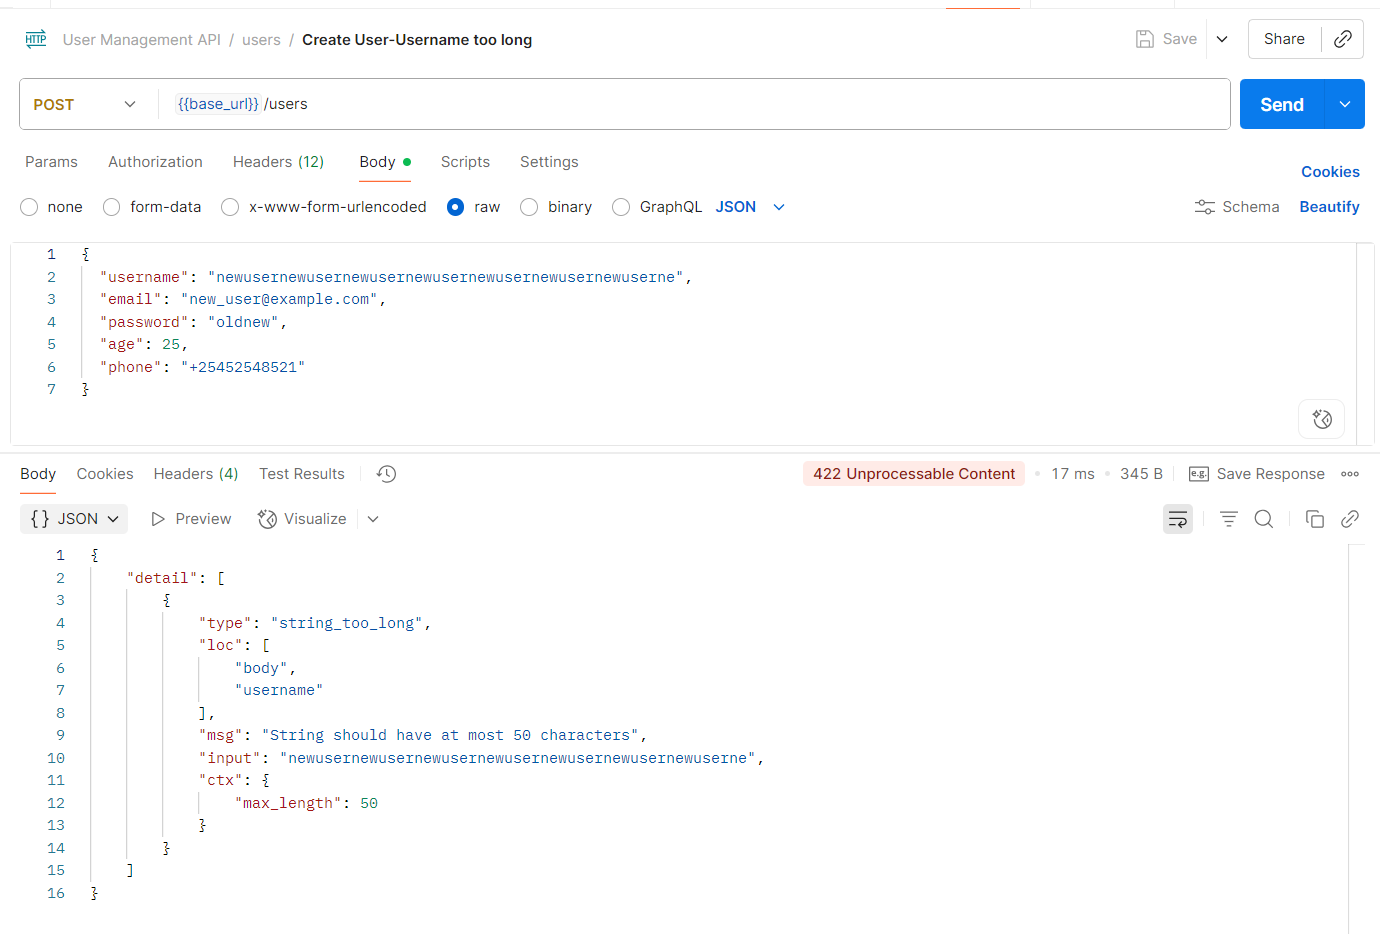 HTTP User Management API / users / Create User-Username too long Save Share
POST {{base_url}} /users Send
Params Authorization Headers (12) Body Scripts Settings Cookies
none form-data x-www-form-urlencoded raw binary GraphQL JSON Schema Beautify
1 {
2 "username": "newusernewusernewusernewusernewusernewusernewuserne",
3 "email": "new_user@example.com",
4 "password": "oldnew",
5 "age": 25,
6 "phone": "+25452548521"
7 }
Body Cookies Headers (4) Test Results 422 Unprocessable Content 17 ms 345 B e.g. Save Response
{} JSON Preview Visualize
1 {
2 "detail": [
3 {
4 "type": "string_too_long",
5 "loc": [
6 "body",
7 "username"
8 ],
9 "msg": "String should have at most 50 characters",
10 "input": "newusernewusernewusernewusernewusernewusernewuserne",
11 "ctx": {
12 "max_length": 50
13 }
14 }
15 ]
16 }